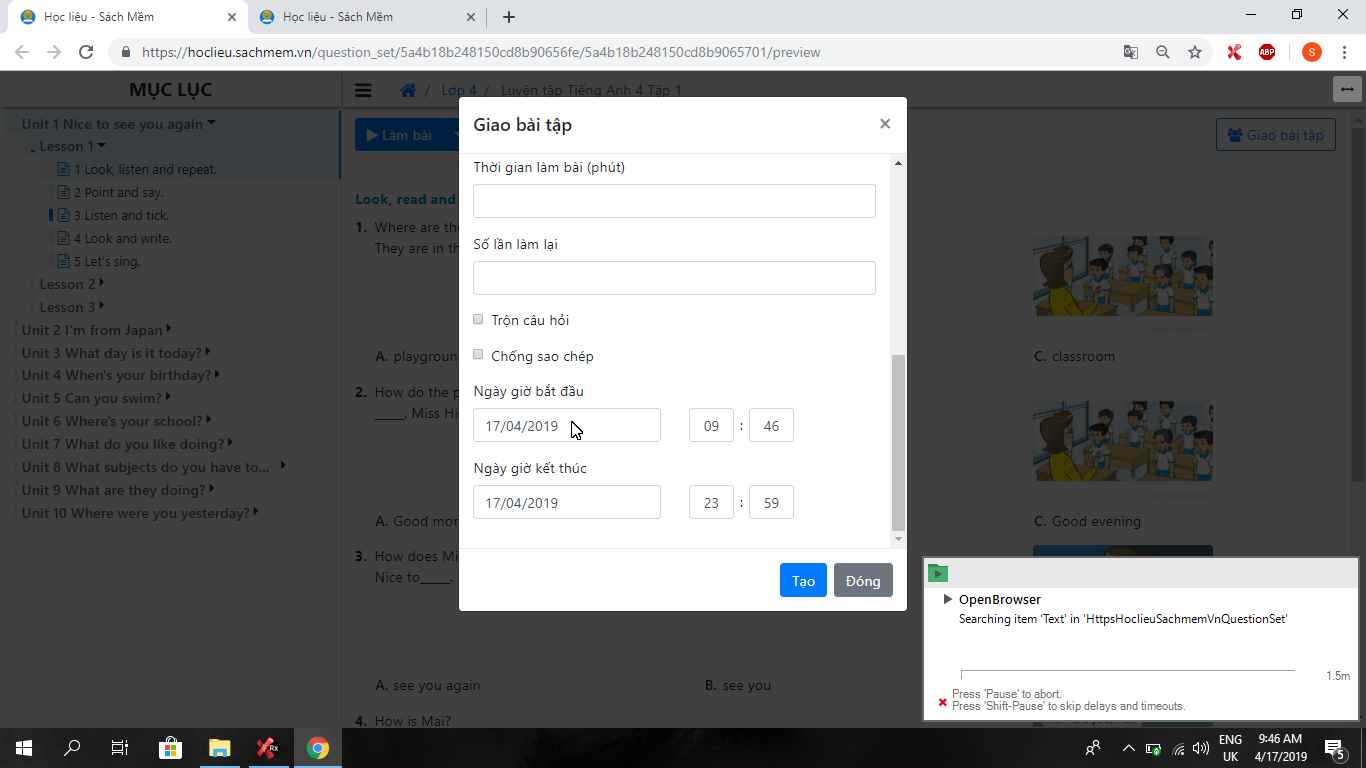 Học liệu - Sách Mềm
Học liệu - Sách Mềm
https://hoclieu.sachmem.vn/question_set/5a4b18b248150cd8b90656fe/5a4b18b248150cd8b9065701/preview
ABP
S
MỤC LỤC
/ Lớp 4 / Luyện tập Tiếng Anh 4 Tập 1
Unit 1 Nice to see you again
Lesson 1
1 Look, listen and repeat.
2 Point and say.
3 Listen and tick.
4 Look and write.
5 Let's sing.
Lesson 2
Lesson 3
Unit 2 I'm from Japan
Unit 3 What day is it today?
Unit 4 When's your birthday?
Unit 5 Can you swim?
Unit 6 Where's your school?
Unit 7 What do you like doing?
Unit 8 What subjects do you have to...
Unit 9 What are they doing?
Unit 10 Where were you yesterday?
Làm bài
Giao bài tập
Look, read and
1. Where are the
They are in th
A. playgroun
C. classroom
2. How do the p
_____, Miss Hi
A. Good mor
C. Good evening
3. How does Mi
Nice to_____.
A. see you again
B. see you
4. How is Mai?
Giao bài tập
×
Thời gian làm bài (phút)
Số lần làm lại
Trộn câu hỏi
Chống sao chép
Ngày giờ bắt đầu
17/04/2019 09 : 46
Ngày giờ kết thúc
17/04/2019 23 : 59
Tạo Đóng
OpenBrowser
Searching item 'Text' in 'HttpsHoclieuSachmemVnQuestionSet'
1.5m
Press 'Pause' to abort.
Press 'Shift-Pause' to skip delays and timeouts.
Rx
ENG
UK
9:46 AM
4/17/2019
5